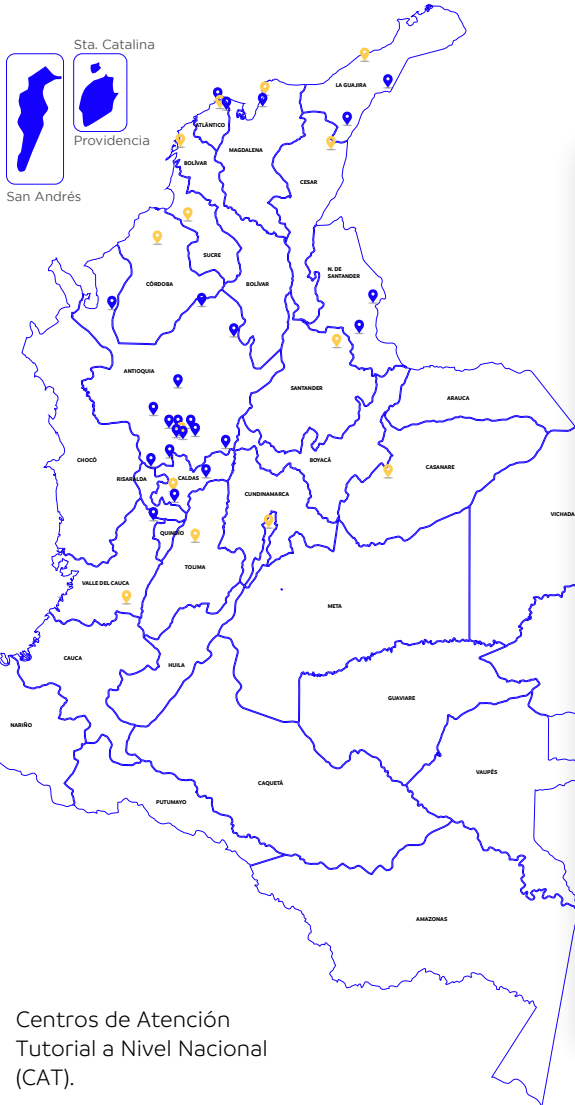 Sta. Catalina
Providencia
San Andrés
LA GUAJIRA
ATLÁNTICO
MAGDALENA
BOLÍVAR
CESAR
SUCRE
N. DE
SANTANDER
CÓRDOBA
BOLÍVAR
ANTIOQUIA
SANTANDER
ARAUCA
CHOCÓ
BOYACÁ
CASANARE
RISARALDA
CALDAS
CUNDINAMARCA
VICHADA
QUINDÍO
TOLIMA
VALLE DEL CAUCA
META
CAUCA
HUILA
GUAVIARE
NARIÑO
VAUPÉS
CAQUETÁ
PUTUMAYO
AMAZONAS
Centros de Atención
Tutorial a Nivel Nacional
(CAT).